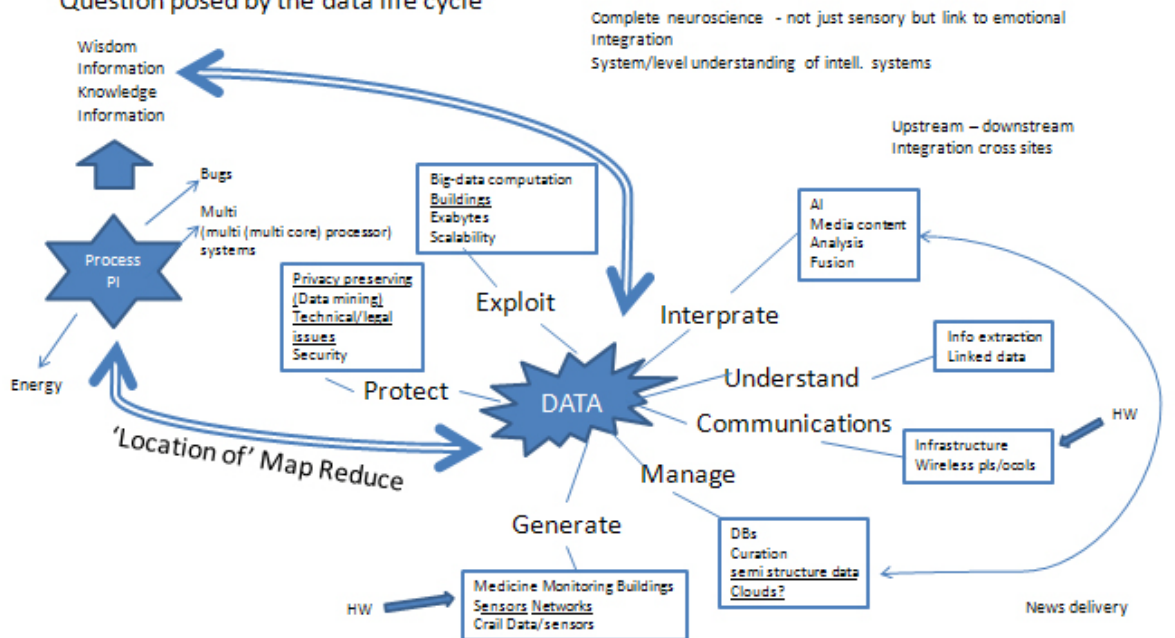 Question posed by the data life cycle
Complete neuroscience - not just sensory but link to emotional
Integration
System/level understanding of intell. systems
Wisdom
Information
Knowledge
Information
Upstream – downstream
Integration cross sites
Bugs
Multi
(multi (multi core) processor)
systems
Process
PI
Energy
Big-data computation
Buildings
Exabytes
Scalability
Exploit
AI
Media content
Analysis
Fusion
Interprate
Privacy preserving
(Data mining)
Technical/legal
issues
Security
Protect
Info extraction
Linked data
Understand
DATA
Communications
HW
Infrastructure
Wireless pls/ocols
'Location of' Map Reduce
Manage
DBs
Curation
semi structure data
Clouds?
Generate
Medicine Monitoring Buildings
Sensors Networks
Crail Data/sensors
HW
News delivery